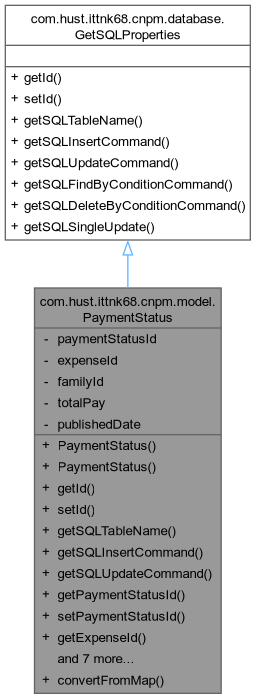 com.hust.ittnk68.cnpm.database.
GetSQLProperties
+ getId()
+ setId()
+ getSQLTableName()
+ getSQLInsertCommand()
+ getSQLUpdateCommand()
+ getSQLFindByConditionCommand()
+ getSQLDeleteByConditionCommand()
+ getSQLSingleUpdate()
com.hust.ittnk68.cnpm.model.
PaymentStatus
- paymentStatusId
- expenseId
- familyId
- totalPay
- publishedDate
+ PaymentStatus()
+ PaymentStatus()
+ getId()
+ setId()
+ getSQLTableName()
+ getSQLInsertCommand()
+ getSQLUpdateCommand()
+ getPaymentStatusId()
+ setPaymentStatusId()
+ getExpenseId()
and 7 more...
+ convertFromMap()